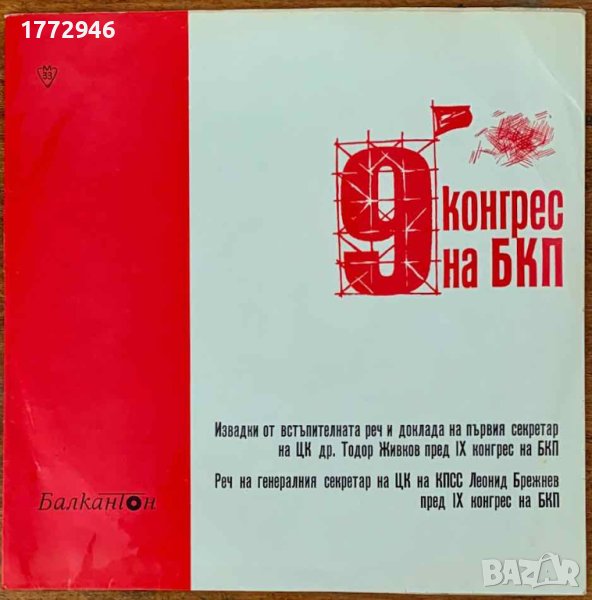 1772946
М
33
9 конгрес
на БКП
Извадки от встъпителната реч и доклада на първия секретар
на ЦК др. Тодор Живков пред IX конгрес на БКП
Реч на генералния секретар на ЦК на КПСС Леонид Брежнев
пред IX конгрес на БКП
Балкантон
БАZАР